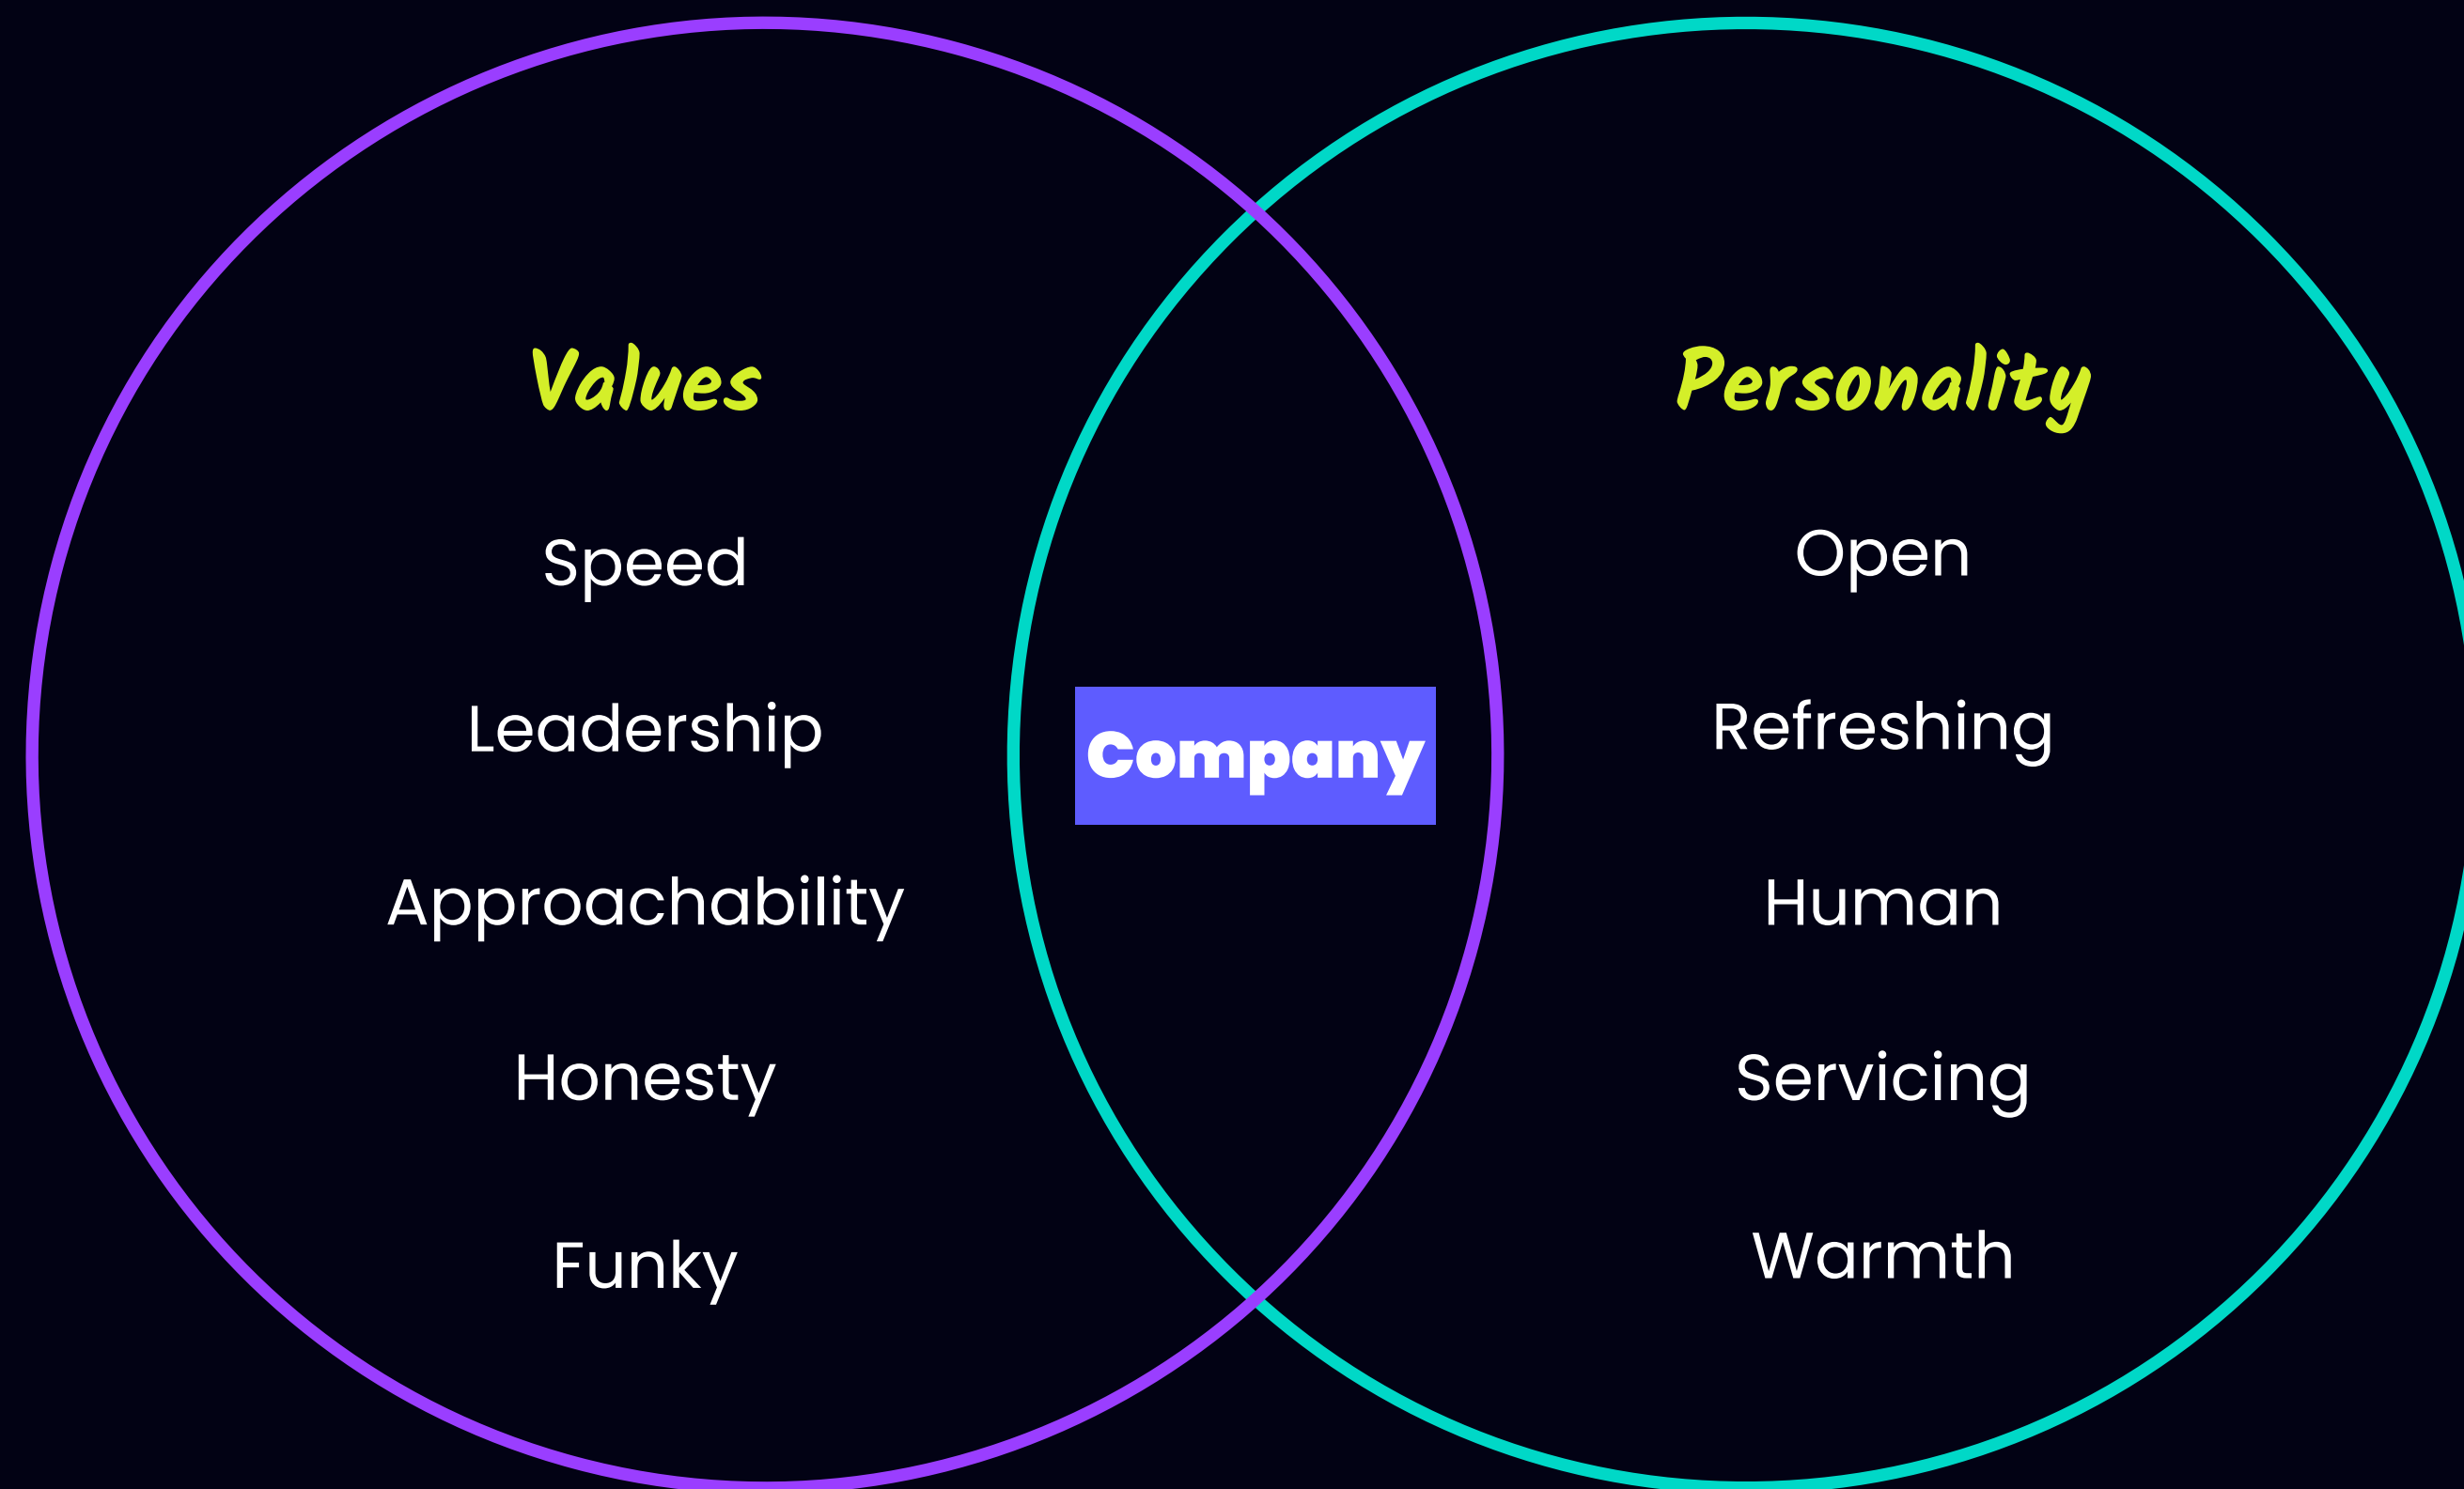 Values
Speed
Leadership
Approachability
Honesty
Funky
Company
Personality
Open
Refreshing
Human
Servicing
Warmth